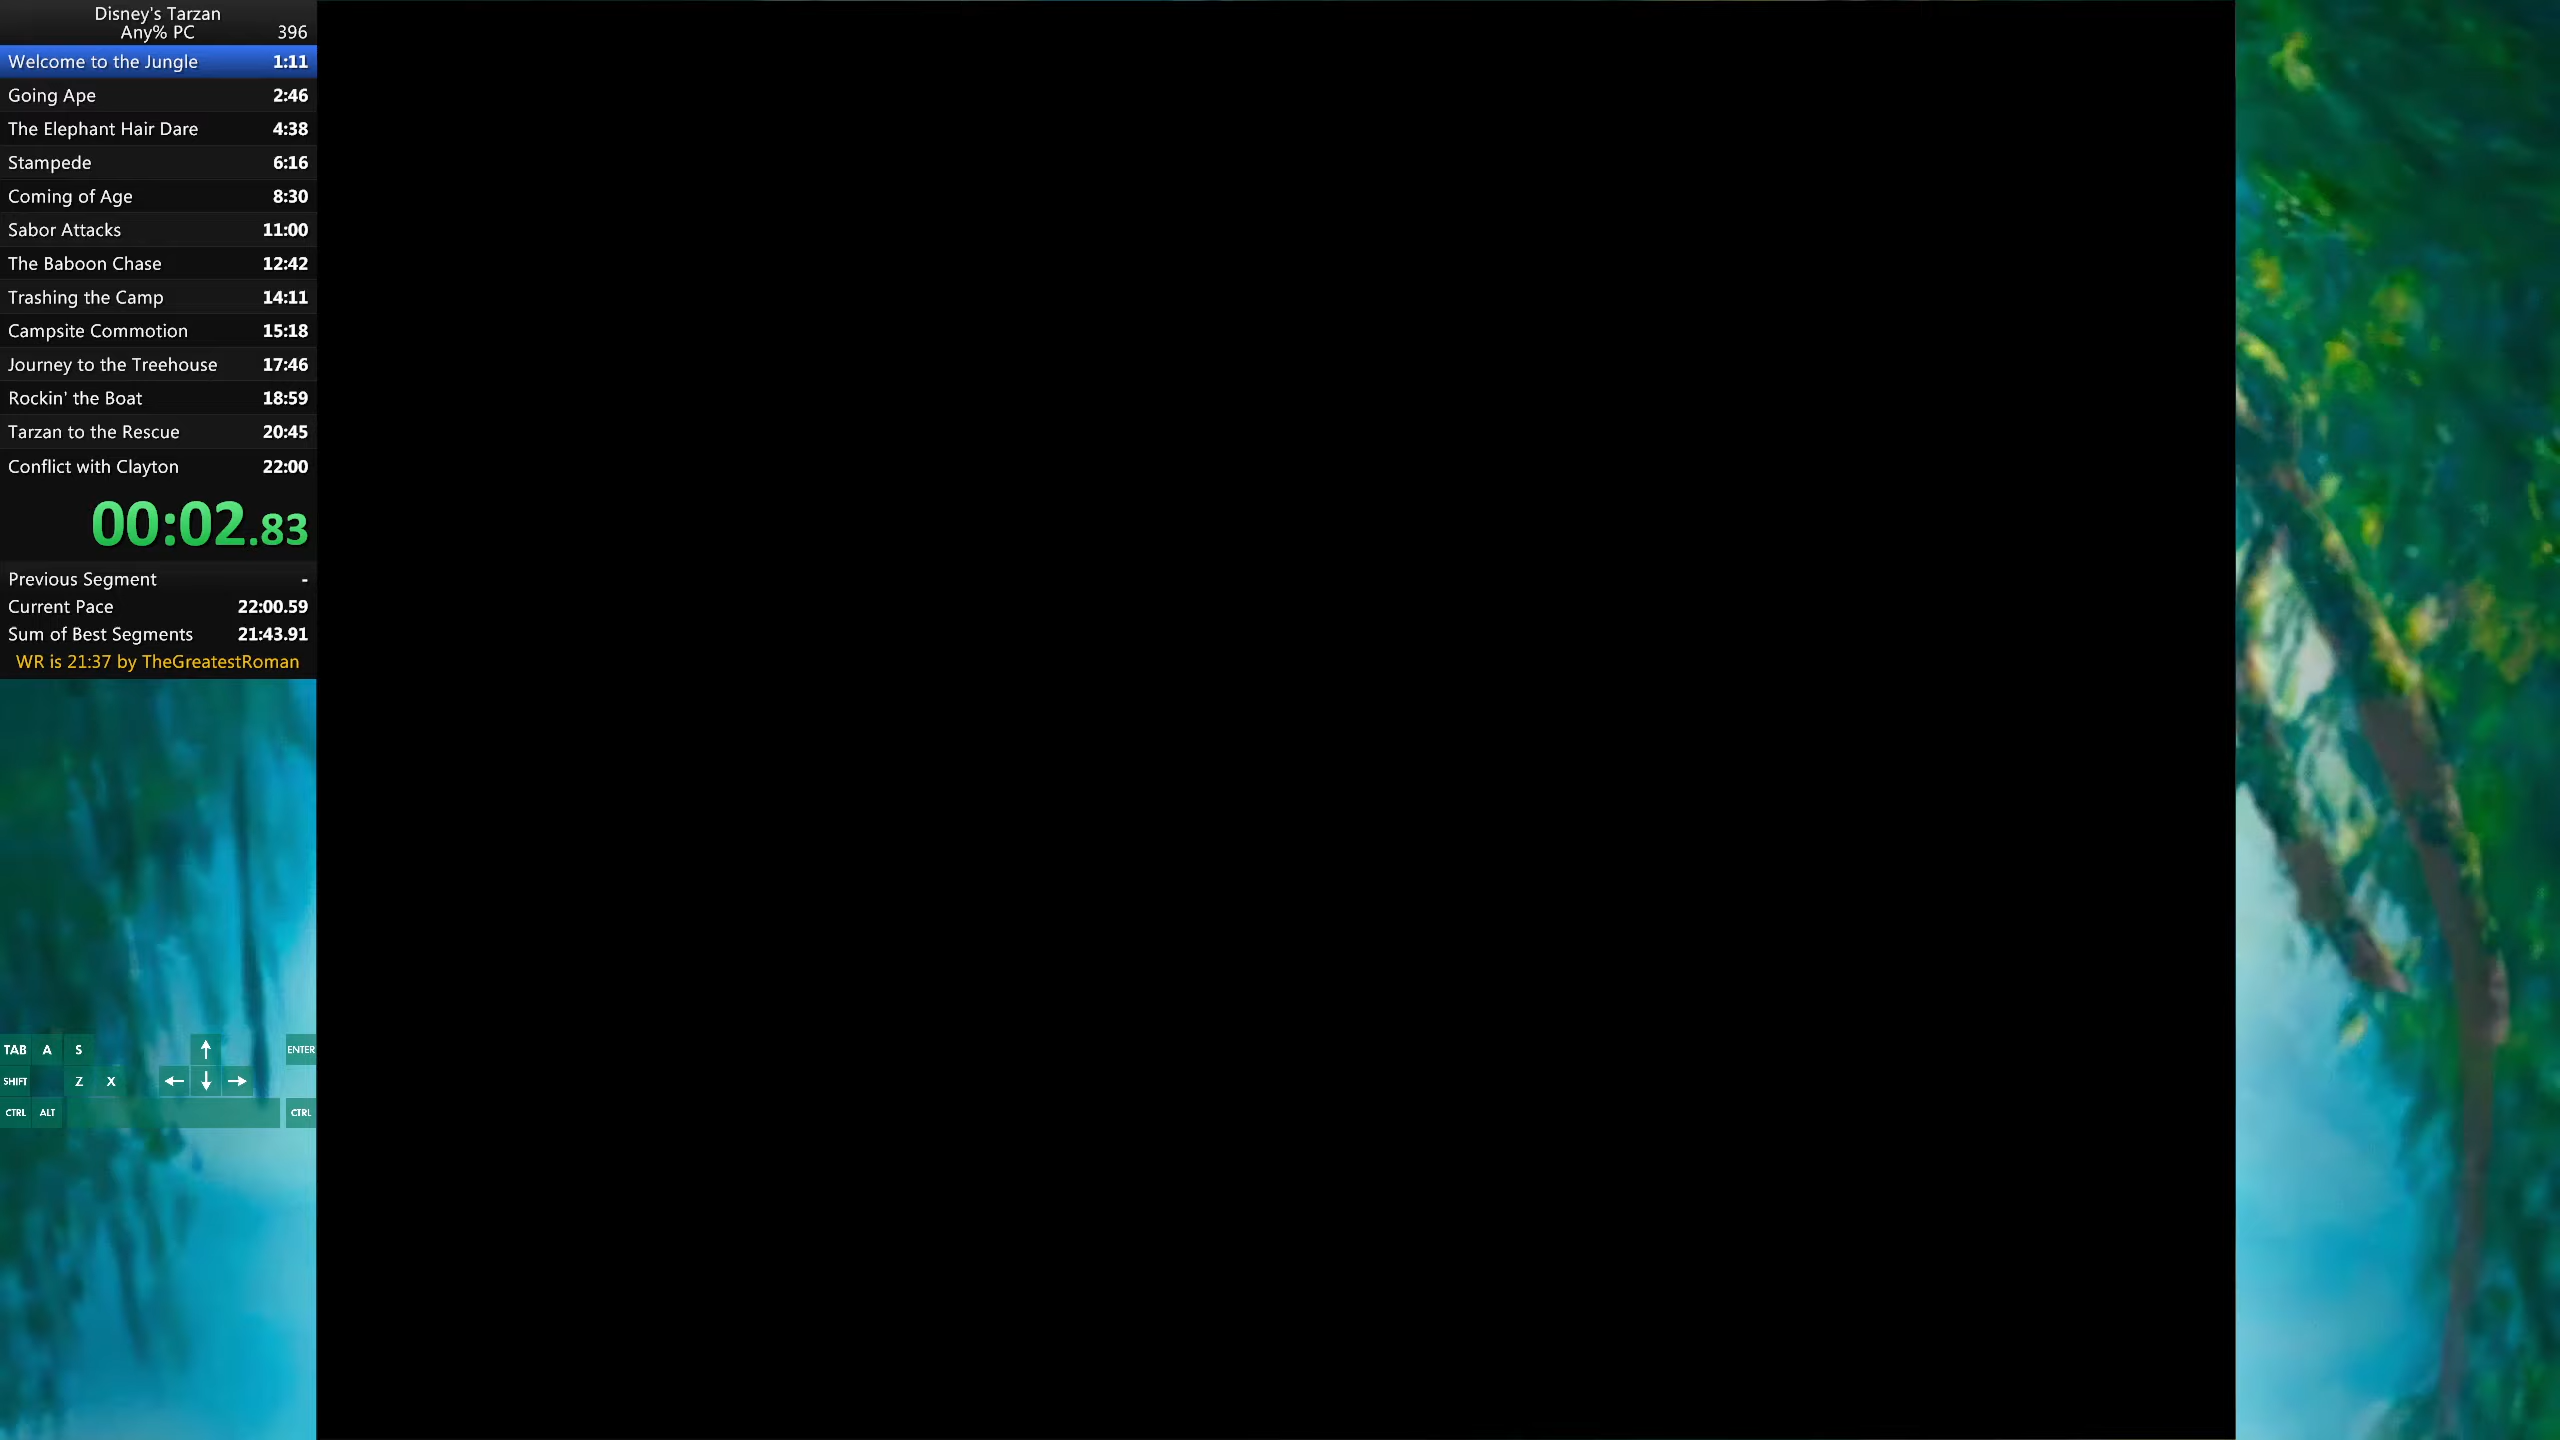 Disney's Tarzan
Any% PC 396
Welcome to the Jungle 1:11
Going Ape 2:46
The Elephant Hair Dare 4:38
Stampede 6:16
Coming of Age 8:30
Sabor Attacks 11:00
The Baboon Chase 12:42
Trashing the Camp 14:11
Campsite Commotion 15:18
Journey to the Treehouse 17:46
Rockin' the Boat 18:59
Tarzan to the Rescue 20:45
Conflict with Clayton 22:00
00:02.83
Previous Segment -
Current Pace 22:00.59
Sum of Best Segments 21:43.91
WR is 21:37 by TheGreatestRoman
TAB A S ↑ ENTER
SHIFT Z X ← ↓ →
CTRL ALT CTRL